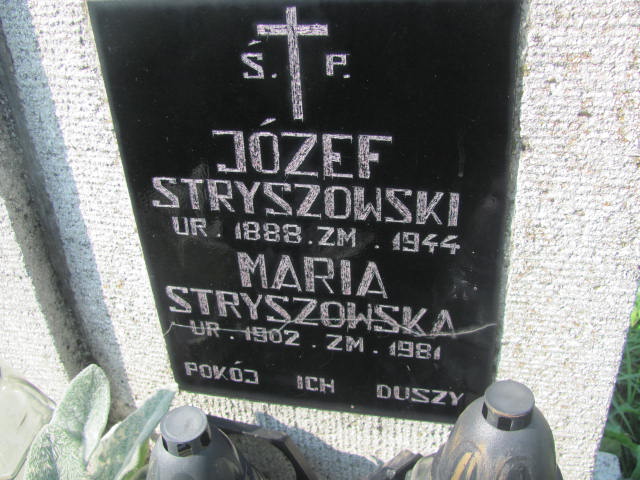 Ś. P.
JÓZEF
STRYSZOWSKI
UR. 1888. ZM. 1944
MARIA
STRYSZOWSKA
UR. 1902. ZM. 1981
POKÓJ ICH DUSZY